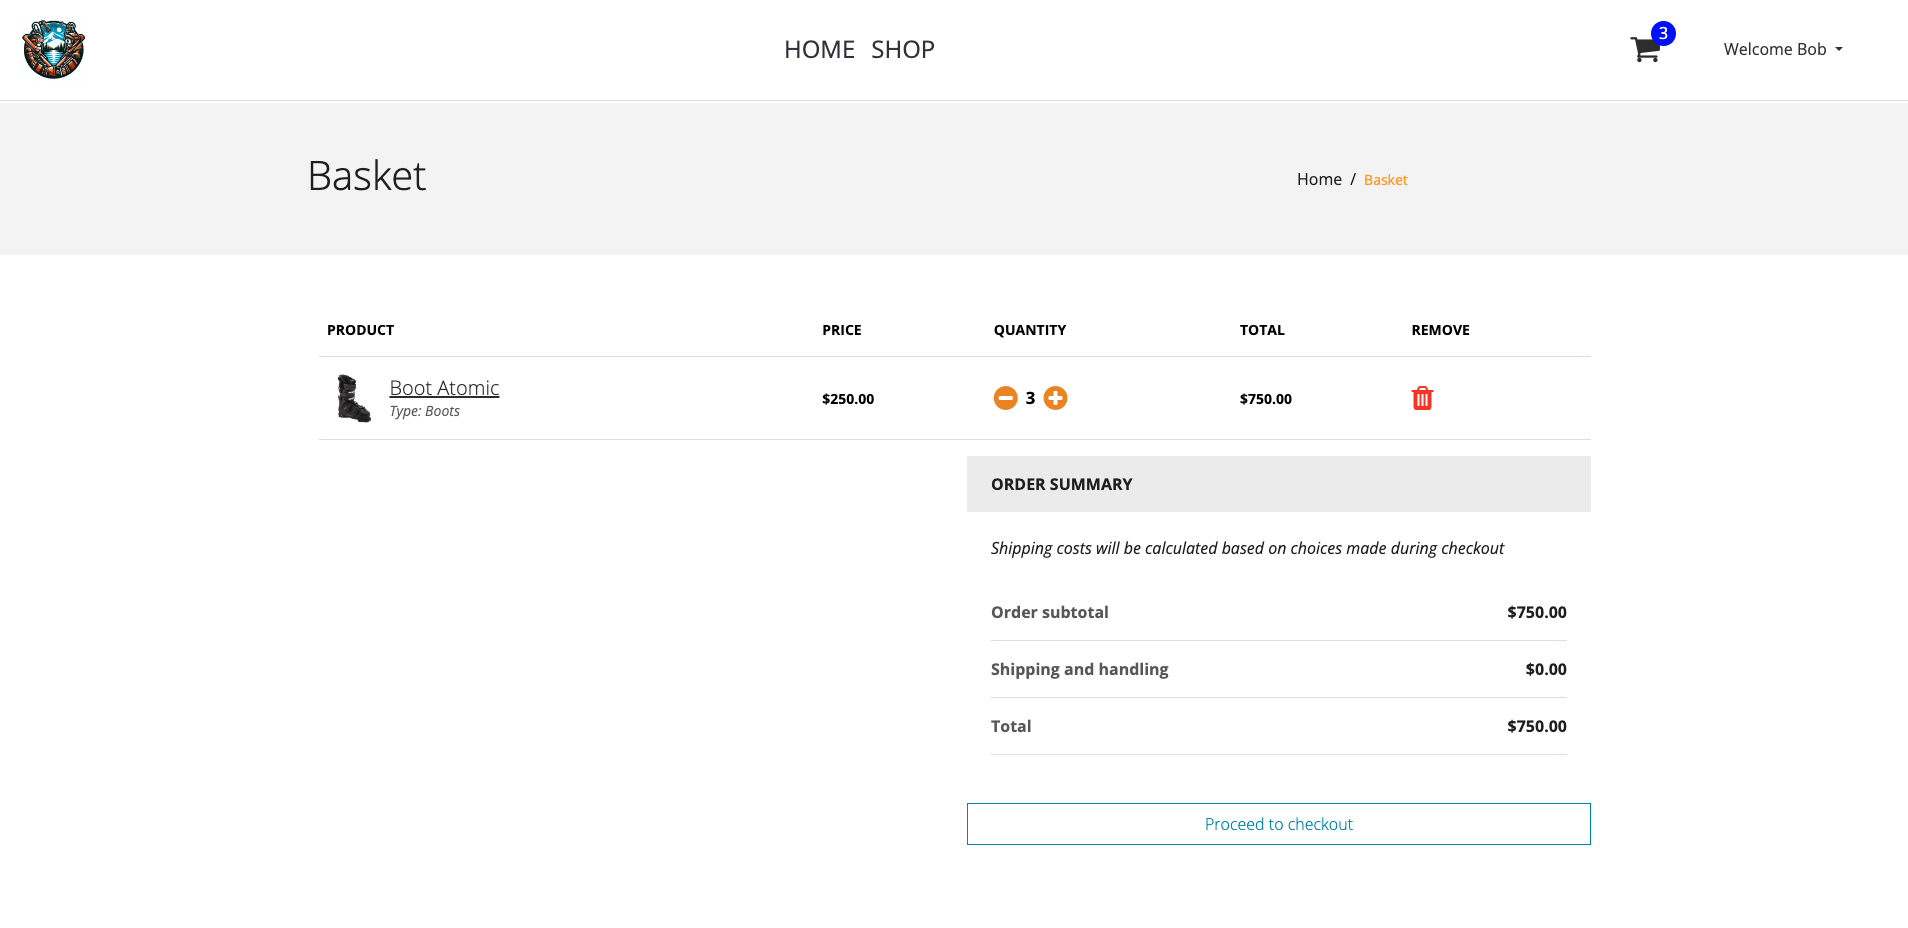 HOME SHOP
3
Welcome Bob
Basket
Home / Basket
PRODUCT PRICE QUANTITY TOTAL REMOVE
Boot Atomic
Type: Boots
$250.00 3 $750.00
ORDER SUMMARY
Shipping costs will be calculated based on choices made during checkout
Order subtotal $750.00
Shipping and handling $0.00
Total $750.00
Proceed to checkout